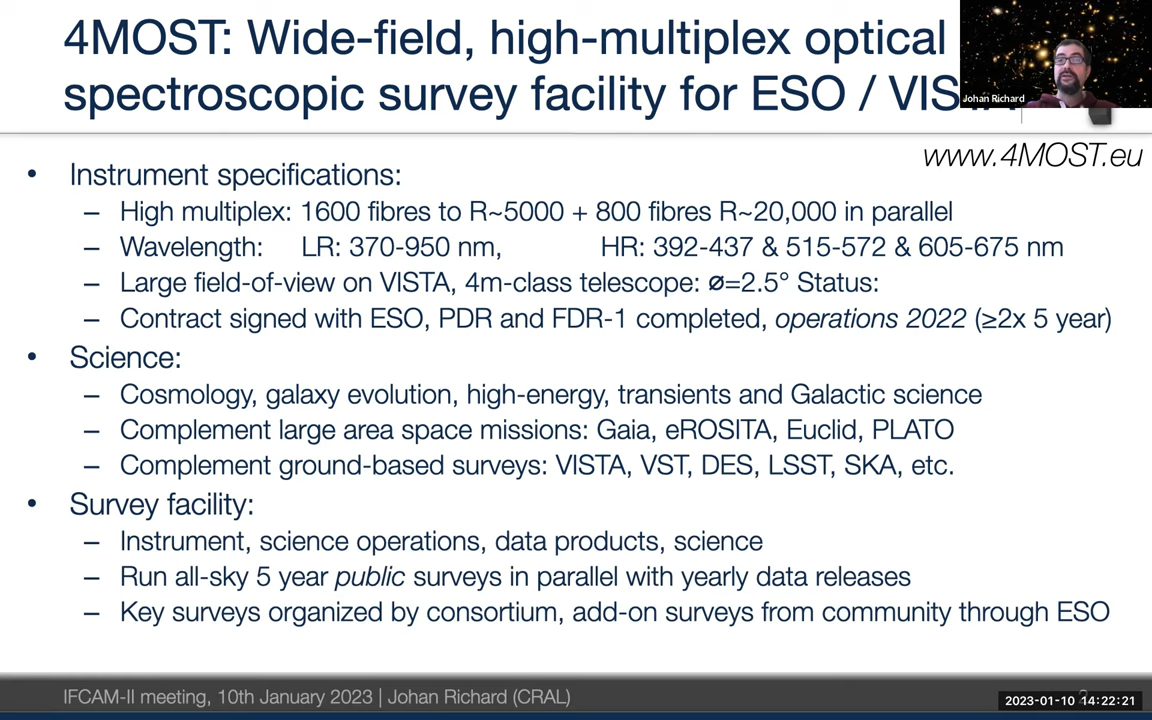 4MOST: Wide-field, high-multiplex optical
spectroscopic survey facility for ESO /
Johan Richard
www.4MOST.eu
• Instrument specifications:
– High multiplex: 1600 fibres to R~5000 + 800 fibres R~20,000 in parallel
– Wavelength: LR: 370-950 nm, HR: 392-437 & 515-572 & 605-675 nm
– Large field-of-view on VISTA, 4m-class telescope: ø=2.5° Status:
– Contract signed with ESO, PDR and FDR-1 completed, operations 2022 (≥2x 5 year)
• Science:
– Cosmology, galaxy evolution, high-energy, transients and Galactic science
– Complement large area space missions: Gaia, eROSITA, Euclid, PLATO
– Complement ground-based surveys: VISTA, VST, DES, LSST, SKA, etc.
• Survey facility:
– Instrument, science operations, data products, science
– Run all-sky 5 year public surveys in parallel with yearly data releases
– Key surveys organized by consortium, add-on surveys from community through ESO
IFCAM-II meeting, 10th January 2023 | Johan Richard (CRAL)
2023-01-10 14:22:21